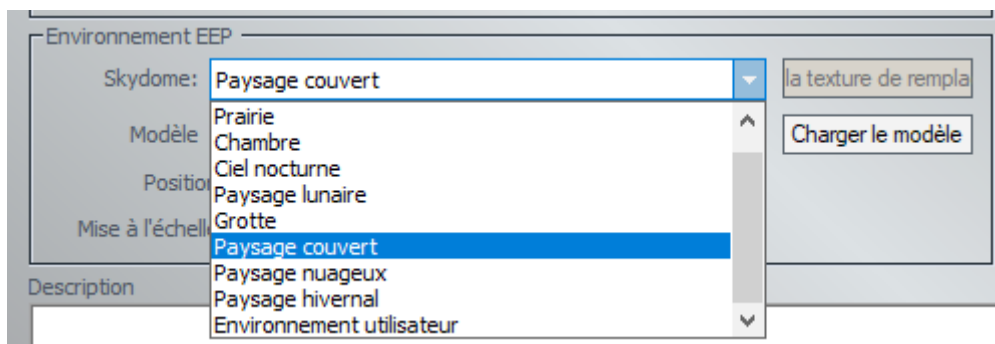 Environnement EEP
Skydome: Paysage couvert la texture de rempla
Prairie
Modèle Chambre Charger le modèle
Ciel nocturne
Position Paysage lunaire
Mise à l'échelle Grotte
Paysage couvert
Paysage nuageux
Description
Paysage hivernal
Environnement utilisateur